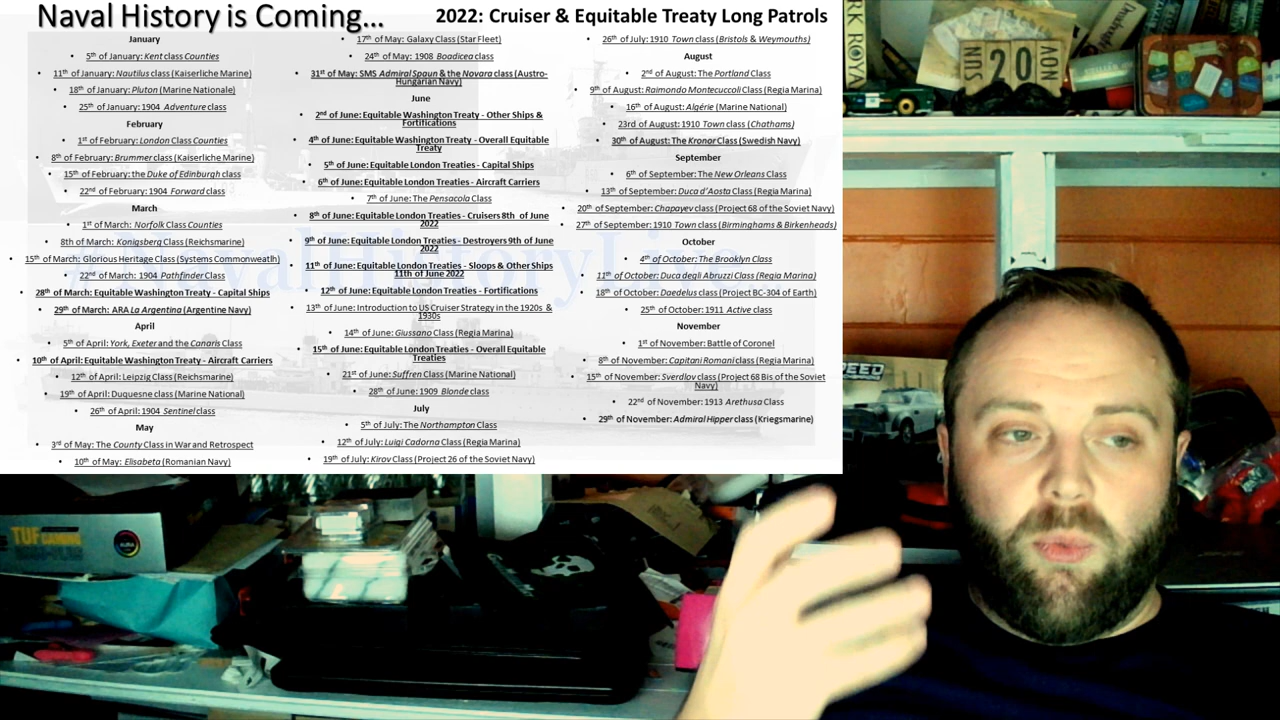 Naval History is Coming...
2022: Cruiser & Equitable Treaty Long Patrols
January
• 5th of January: Kent class Counties
• 11th of January: Nautilus class (Kaiserliche Marine)
• 18th of January: Pluton (Marine Nationale)
• 25th of January: 1904 Adventure class
February
• 1st of February: London Class Counties
• 8th of February: Brummer class (Kaiserliche Marine)
• 15th of February: the Duke of Edinburgh class
• 22nd of February: 1904 Forward class
March
• 1st of March: Norfolk Class Counties
• 8th of March: Konigsberg Class (Reichsmarine)
• 15th of March: Glorious Heritage Class (Systems Commonwealth)
• 22nd of March: 1904 Pathfinder Class
• 28th of March: Equitable Washington Treaty - Capital Ships
• 29th of March: ARA La Argentina (Argentine Navy)
April
• 5th of April: York, Exeter and the Canaris Class
• 10th of April: Equitable Washington Treaty - Aircraft Carriers
• 12th of April: Leipzig Class (Reichsmarine)
• 19th of April: Duquesne class (Marine National)
• 26th of April: 1904 Sentinel class
May
• 3rd of May: The County Class in War and Retrospect
• 10th of May: Elisabeta (Romanian Navy)
• 17th of May: Galaxy Class (Star Fleet)
• 24th of May: 1908 Boadicea class
• 31st of May: SMS Admiral Spaun & the Novara class (Austro-
Hungarian Navy)
June
• 2nd of June: Equitable Washington Treaty - Other Ships &
Fortifications
• 4th of June: Equitable Washington Treaty - Overall Equitable
Treaty
• 5th of June: Equitable London Treaties - Capital Ships
• 6th of June: Equitable London Treaties - Aircraft Carriers
• 7th of June: The Pensacola Class
• 8th of June: Equitable London Treaties - Cruisers 8th of June
2022
• 9th of June: Equitable London Treaties - Destroyers 9th of June
2022
• 11th of June: Equitable London Treaties - Sloops & Other Ships
11th of June 2022
• 12th of June: Equitable London Treaties - Fortifications
• 13th of June: Introduction to US Cruiser Strategy in the 1920s &
1930s
• 14th of June: Giussano Class (Regia Marina)
• 15th of June: Equitable London Treaties - Overall Equitable
Treaties
• 21st of June: Suffren Class (Marine National)
• 28th of June: 1909 Blonde class
July
• 5th of July: The Northampton Class
• 12th of July: Luigi Cadorna Class (Regia Marina)
• 19th of July: Kirov Class (Project 26 of the Soviet Navy)
• 26th of July: 1910 Town class (Bristols & Weymouths)
August
• 2nd of August: The Portland Class
• 9th of August: Raimondo Montecuccoli Class (Regia Marina)
• 16th of August: Algérie (Marine National)
• 23rd of August: 1910 Town class (Chathams)
• 30th of August: The Kronor Class (Swedish Navy)
September
• 6th of September: The New Orleans Class
• 13th of September: Duca d'Aosta Class (Regia Marina)
• 20th of September: Chapayev class (Project 68 of the Soviet Navy)
• 27th of September: 1910 Town class (Birminghams & Birkenheads)
October
• 4th of October: The Brooklyn Class
• 11th of October: Duca degli Abruzzi Class (Regia Marina)
• 18th of October: Daedelus class (Project BC-304 of Earth)
• 25th of October: 1911 Active class
November
• 1st of November: Battle of Coronel
• 8th of November: Capitani Romani class (Regia Marina)
• 15th of November: Sverdlov class (Project 68 Bis of the Soviet
Navy)
• 22nd of November: 1913 Arethusa Class
• 29th of November: Admiral Hipper class (Kriegsmarine)
SUN 20 NOV
RK ROYA
TUF GAMING